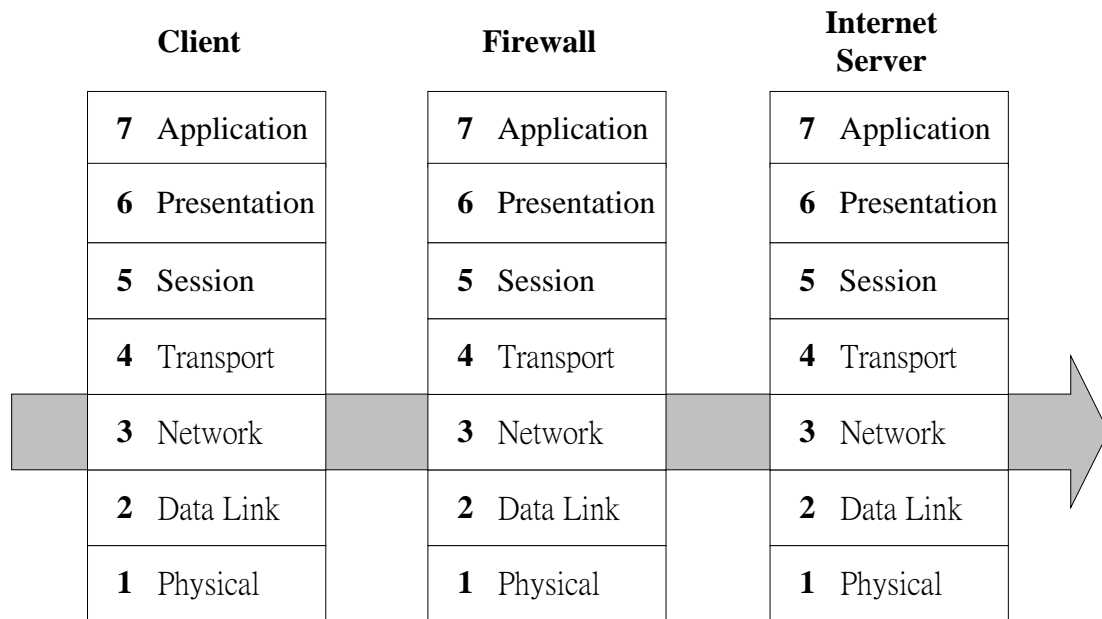 Client
Firewall
Internet
Server
7 Application
6 Presentation
5 Session
4 Transport
3 Network
2 Data Link
1 Physical
7 Application
6 Presentation
5 Session
4 Transport
3 Network
2 Data Link
1 Physical
7 Application
6 Presentation
5 Session
4 Transport
3 Network
2 Data Link
1 Physical